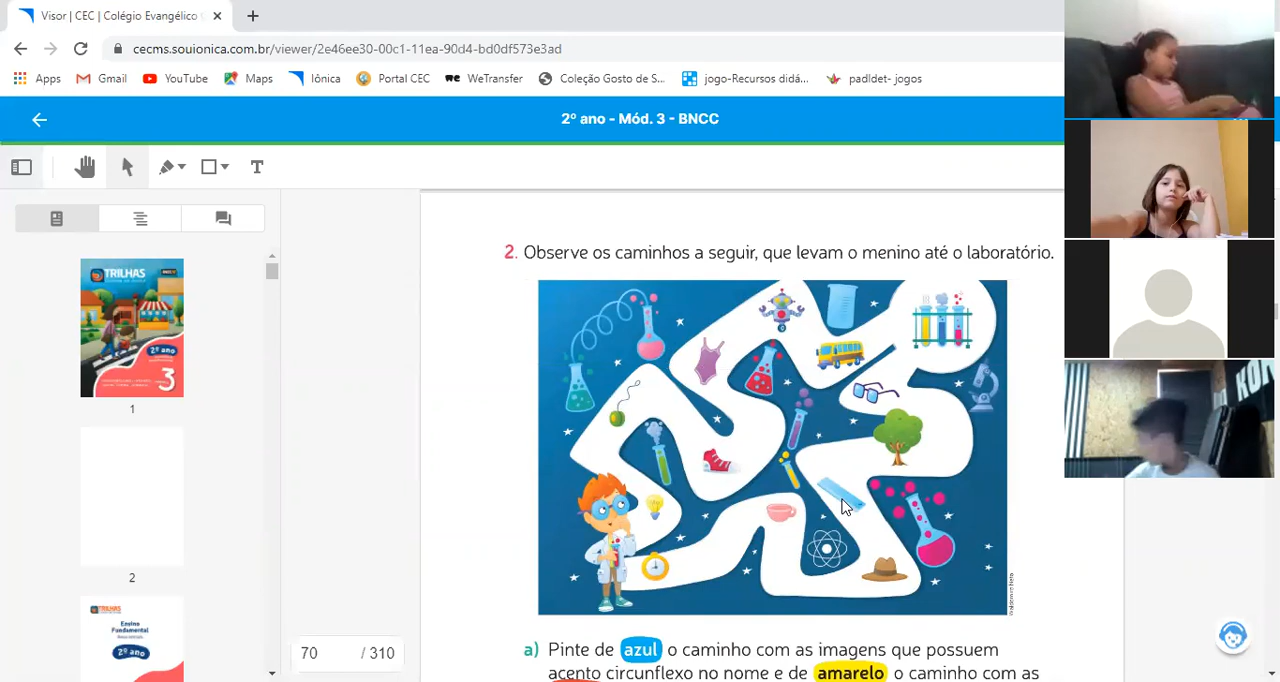 Visor | CEC | Colégio Evangélico
cecms.souionica.com.br/viewer/2e46ee30-00c1-11ea-90d4-bd0df573e3ad
Apps Gmail YouTube Maps Iônica Portal CEC WeTransfer Coleção Gosto de S... jogo-Recursos didá... padldet- jogos
2º ano - Mód. 3 - BNCC
T
2. Observe os caminhos a seguir, que levam o menino até o laboratório.
TRILHAS
2º ano
3
1
2
TRILHAS
Ensino
Fundamental
2º ano
70 / 310
a) Pinte de azul o caminho com as imagens que possuem
acento circunflexo no nome e de amarelo o caminho com as
KON